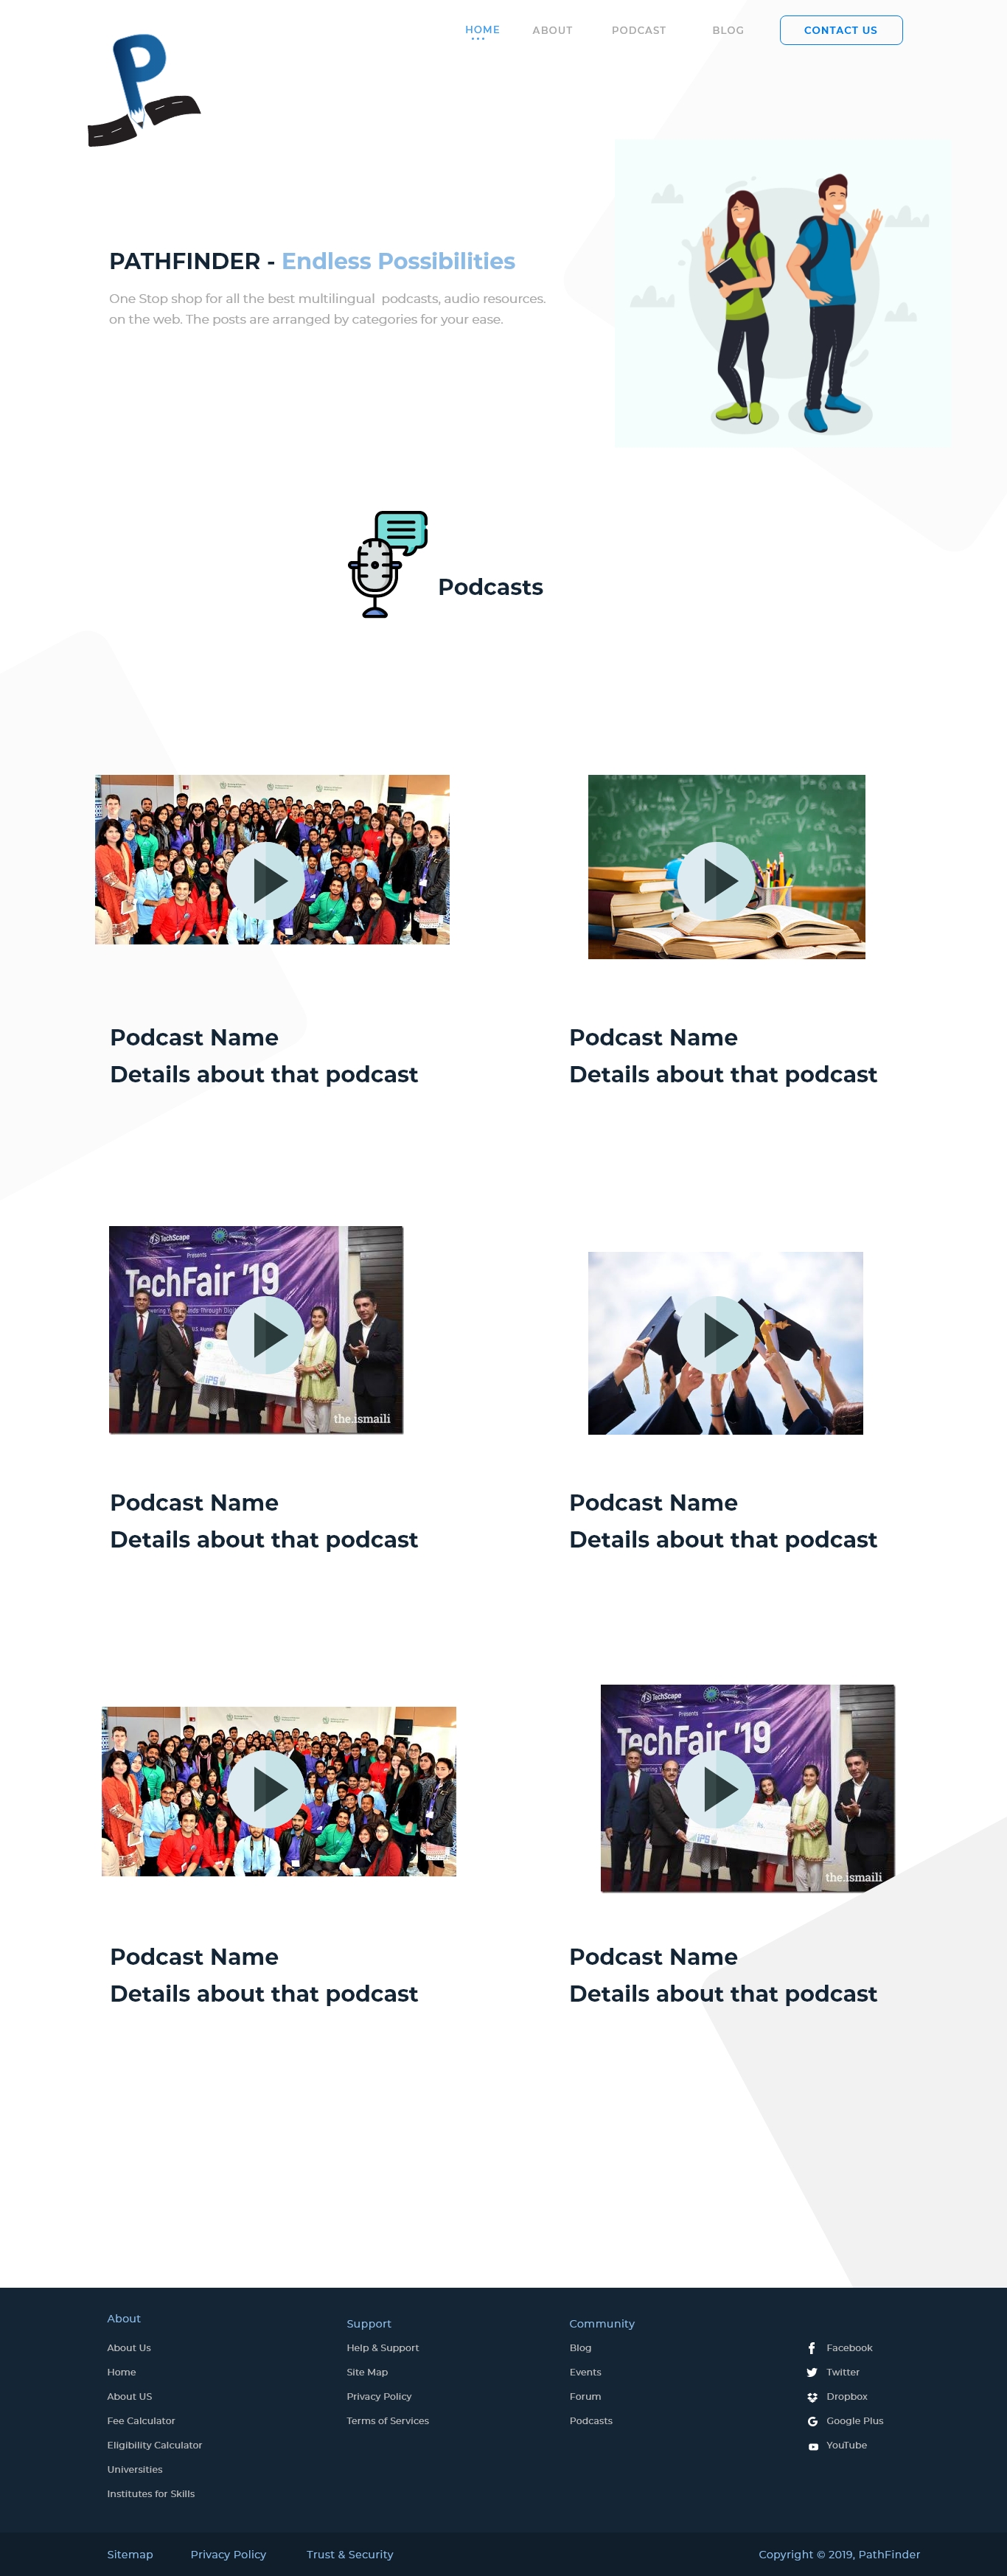 HOME
ABOUT
PODCAST
BLOG
CONTACT US
P
PATHFINDER - Endless Possibilities
One Stop shop for all the best multilingual podcasts, audio resources.
on the web. The posts are arranged by categories for your ease.
Podcasts
Podcast Name
Details about that podcast
Podcast Name
Details about that podcast
TechScape
Presents
TechFair '19
iPS
the.ismaili
Podcast Name
Details about that podcast
Podcast Name
Details about that podcast
TechScape
Presents
TechFair '19
iPS
the.ismaili
Podcast Name
Details about that podcast
Podcast Name
Details about that podcast
About
About Us
Home
About US
Fee Calculator
Eligibility Calculator
Universities
Institutes for Skills
Support
Help & Support
Site Map
Privacy Policy
Terms of Services
Community
Blog
Events
Forum
Podcasts
Facebook
Twitter
Dropbox
Google Plus
YouTube
Sitemap
Privacy Policy
Trust & Security
Copyright © 2019, PathFinder